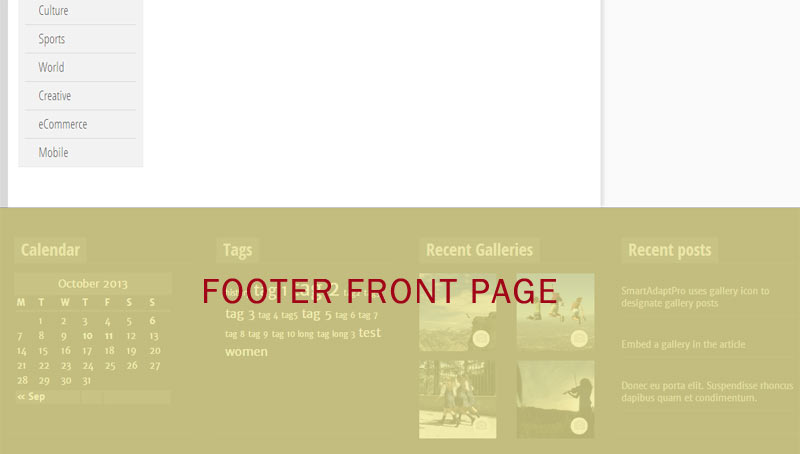 Culture
Sports
World
Creative
eCommerce
Mobile
Calendar
October 2013
M T W T F S S
1 2 3 4 5 6
7 8 9 10 11 12 13
14 15 16 17 18 19 20
21 22 23 24 25 26 27
28 29 30 31
« Sep
Tags
tag 1 tag 2
tag 3 tag 4 tag5 tag 5 tag 6 tag 7
tag 8 tag 9 tag 10 long tag long 3 test
women
FOOTER FRONT PAGE
Recent Galleries
Recent posts
SmartAdaptPro uses gallery icon to
designate gallery posts
Embed a gallery in the article
Donec eu porta elit. Suspendisse rhoncus
dapibus quam et condimentum.